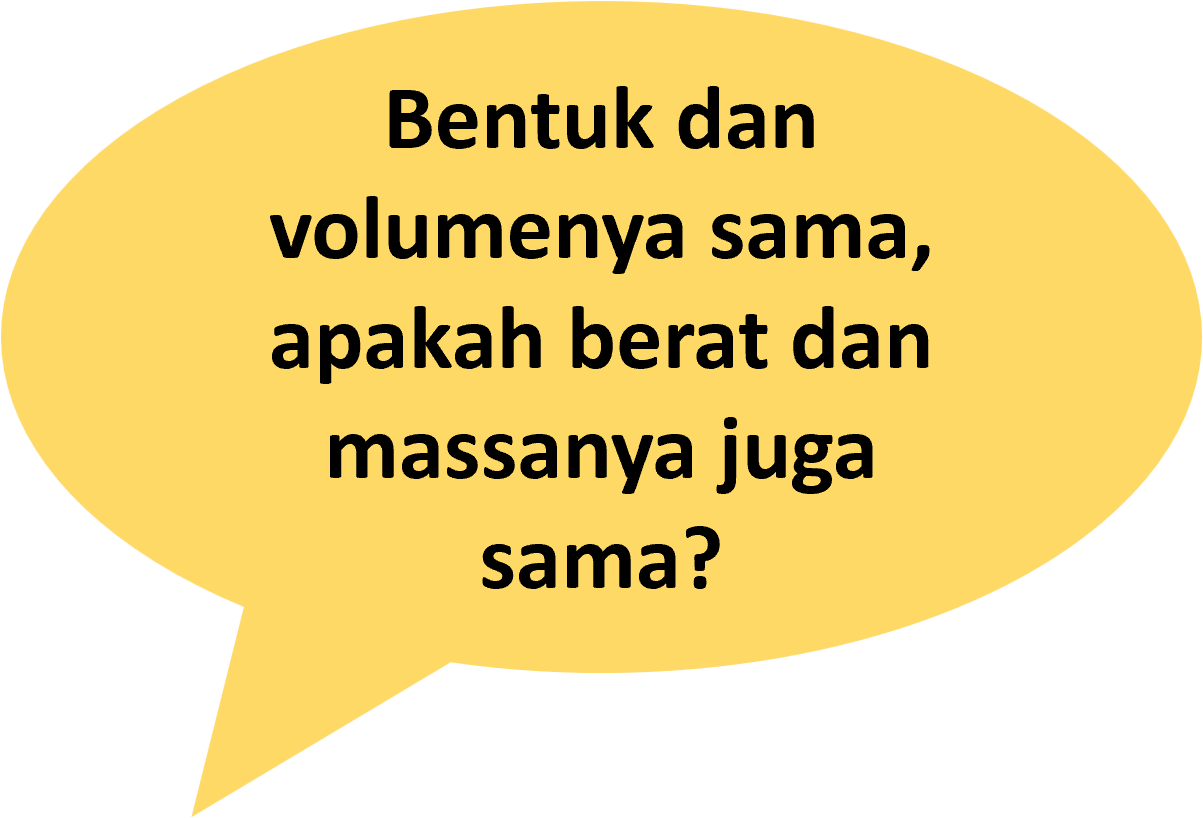 Bentuk dan
volumenya sama,
apakah berat dan
massanya juga
sama?